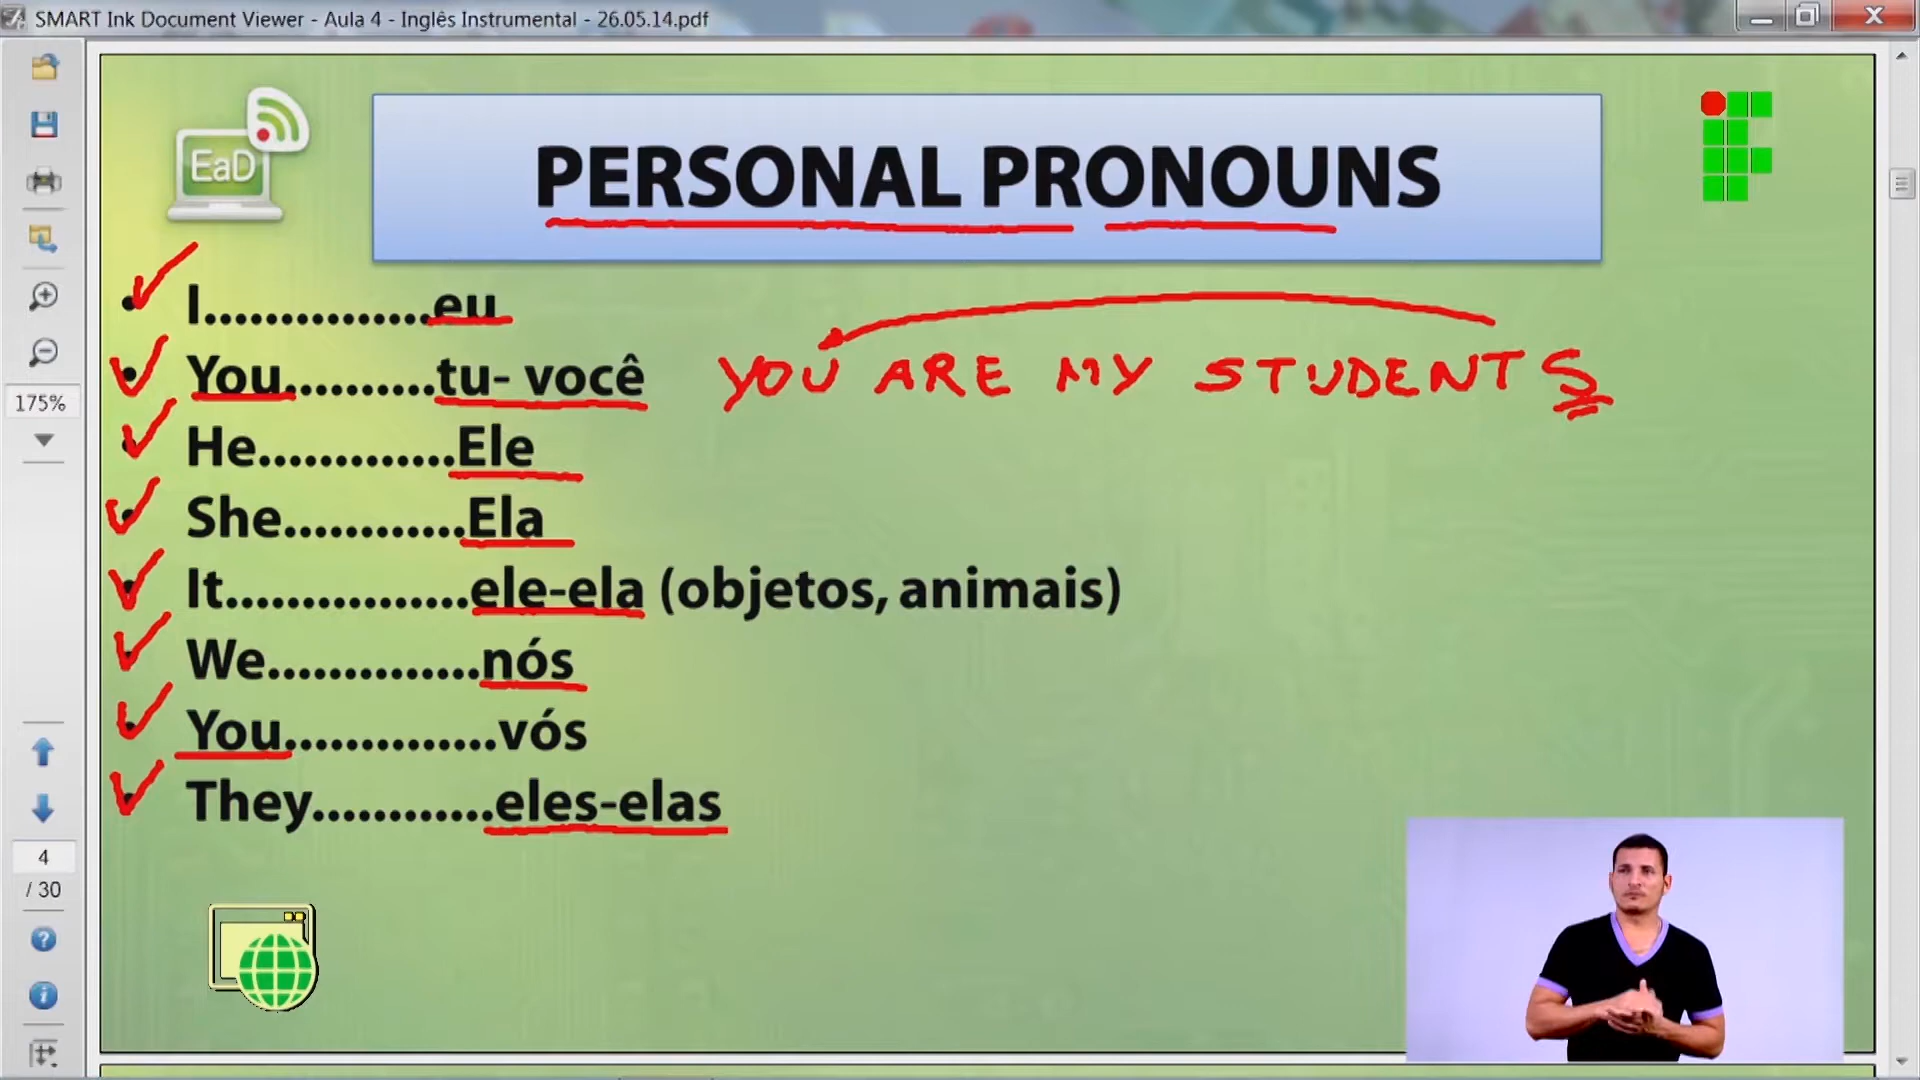 SMART Ink Document Viewer - Aula 4 - Inglês Instrumental - 26.05.14.pdf
EaD
PERSONAL PRONOUNS
I...............eu
You..........tu- você
YOU ARE MY STUDENTS
He.............Ele
She............Ela
It................ele-ela (objetos, animais)
We..............nós
You..............vós
They............eles-elas
175%
4
/ 30